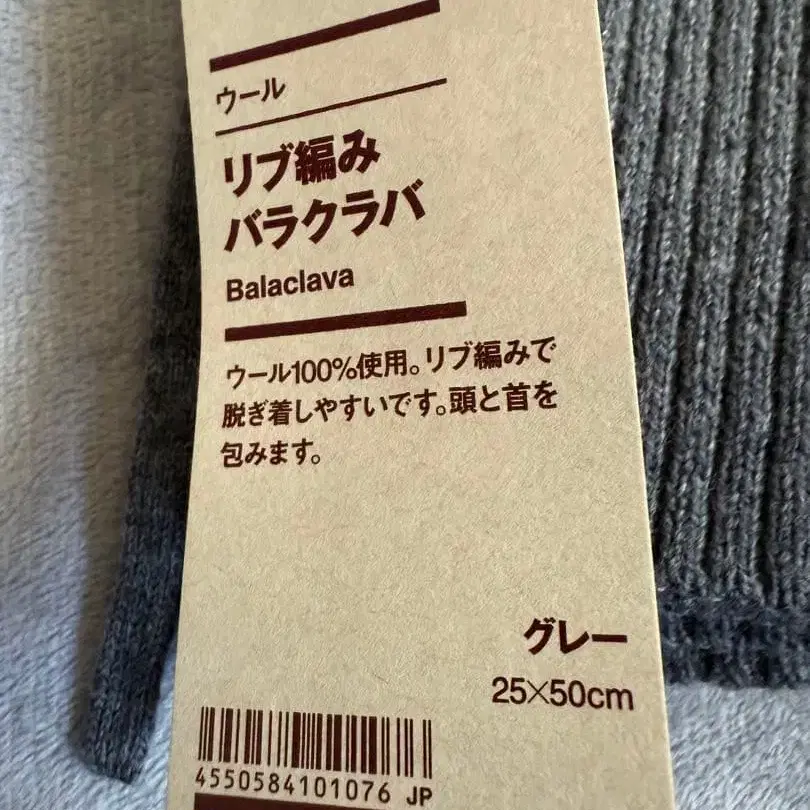 ウール
リブ編み
バラクラバ
Balaclava
ウール100%使用。リブ編みで
脱ぎ着しやすいです。頭と首を
包みます。
グレー
25×50cm
4550584101076 JP